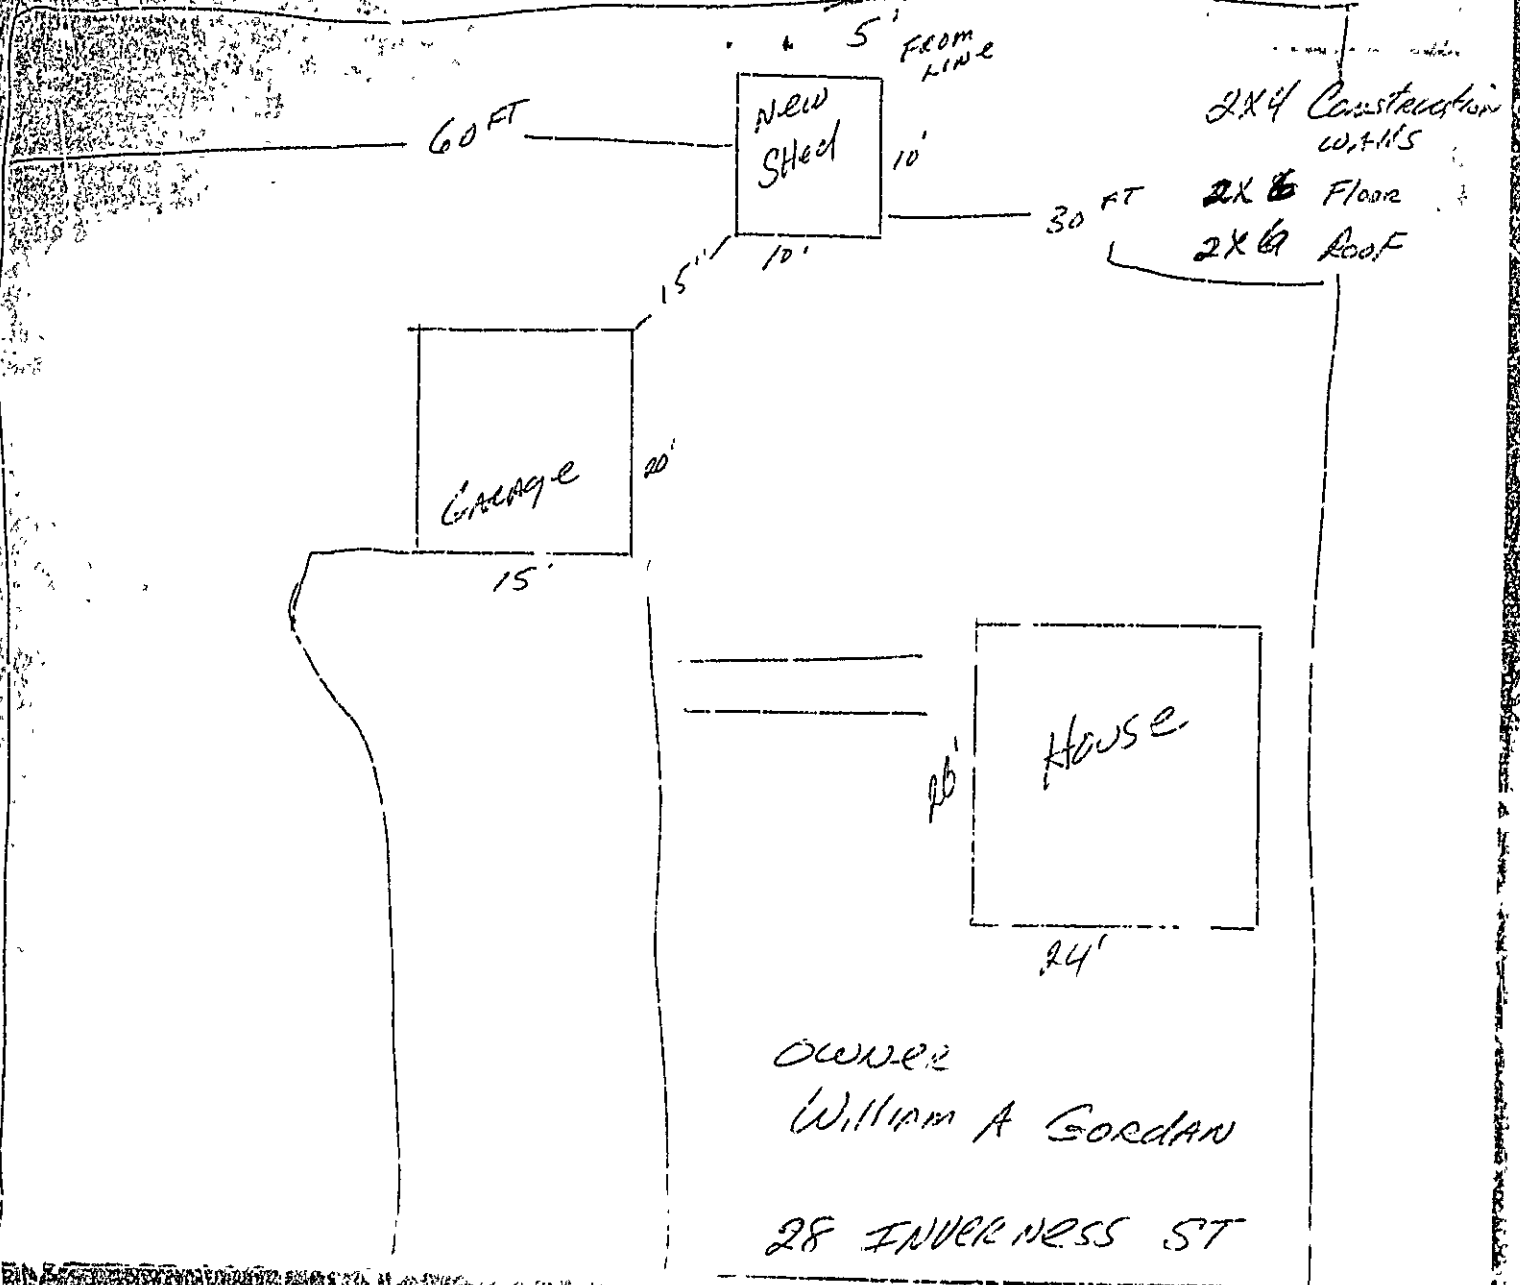 5' FROM
LINE
60 FT
New
SHed
10'
10'
30 FT
2X4 Construction
WAllS
2X6 Floor
2X6 Roof
15''
GARAge
20'
15'
House
26'
24'
OWNeR
William A GORdAN
28 INVeRNeSS ST